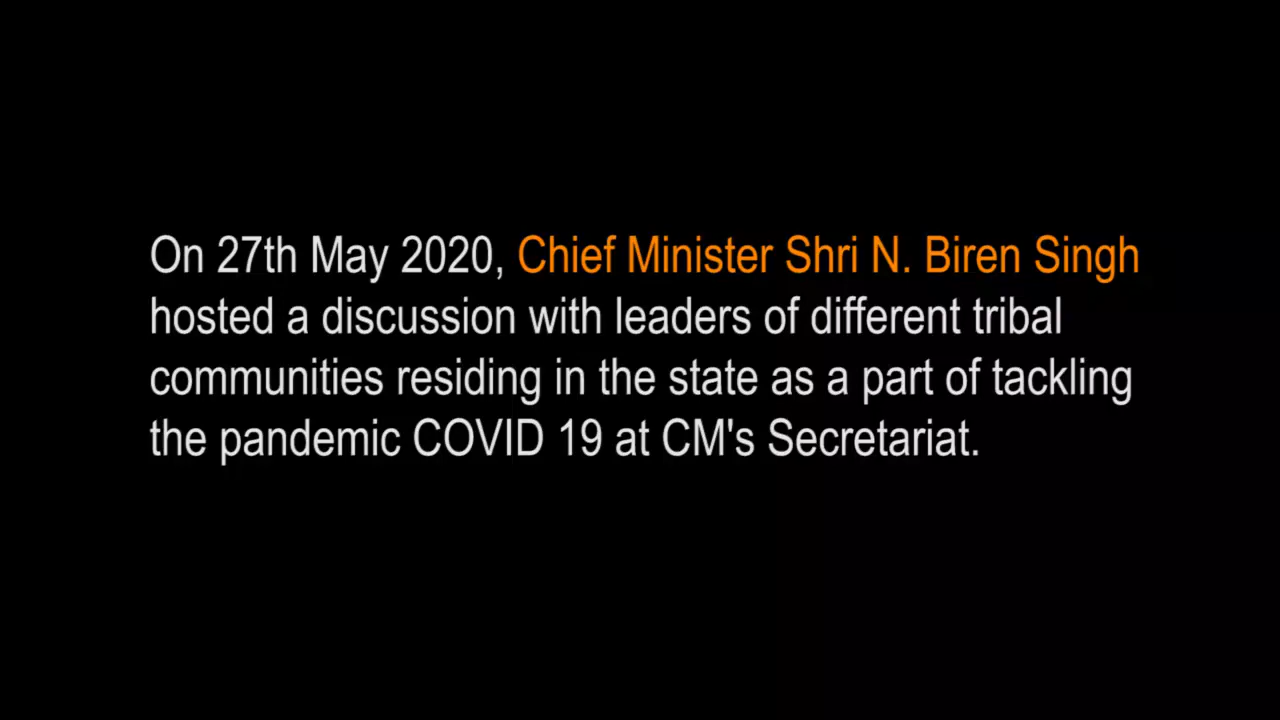 On 27th May 2020, Chief Minister Shri N. Biren Singh
hosted a discussion with leaders of different tribal
communities residing in the state as a part of tackling
the pandemic COVID 19 at CM's Secretariat.